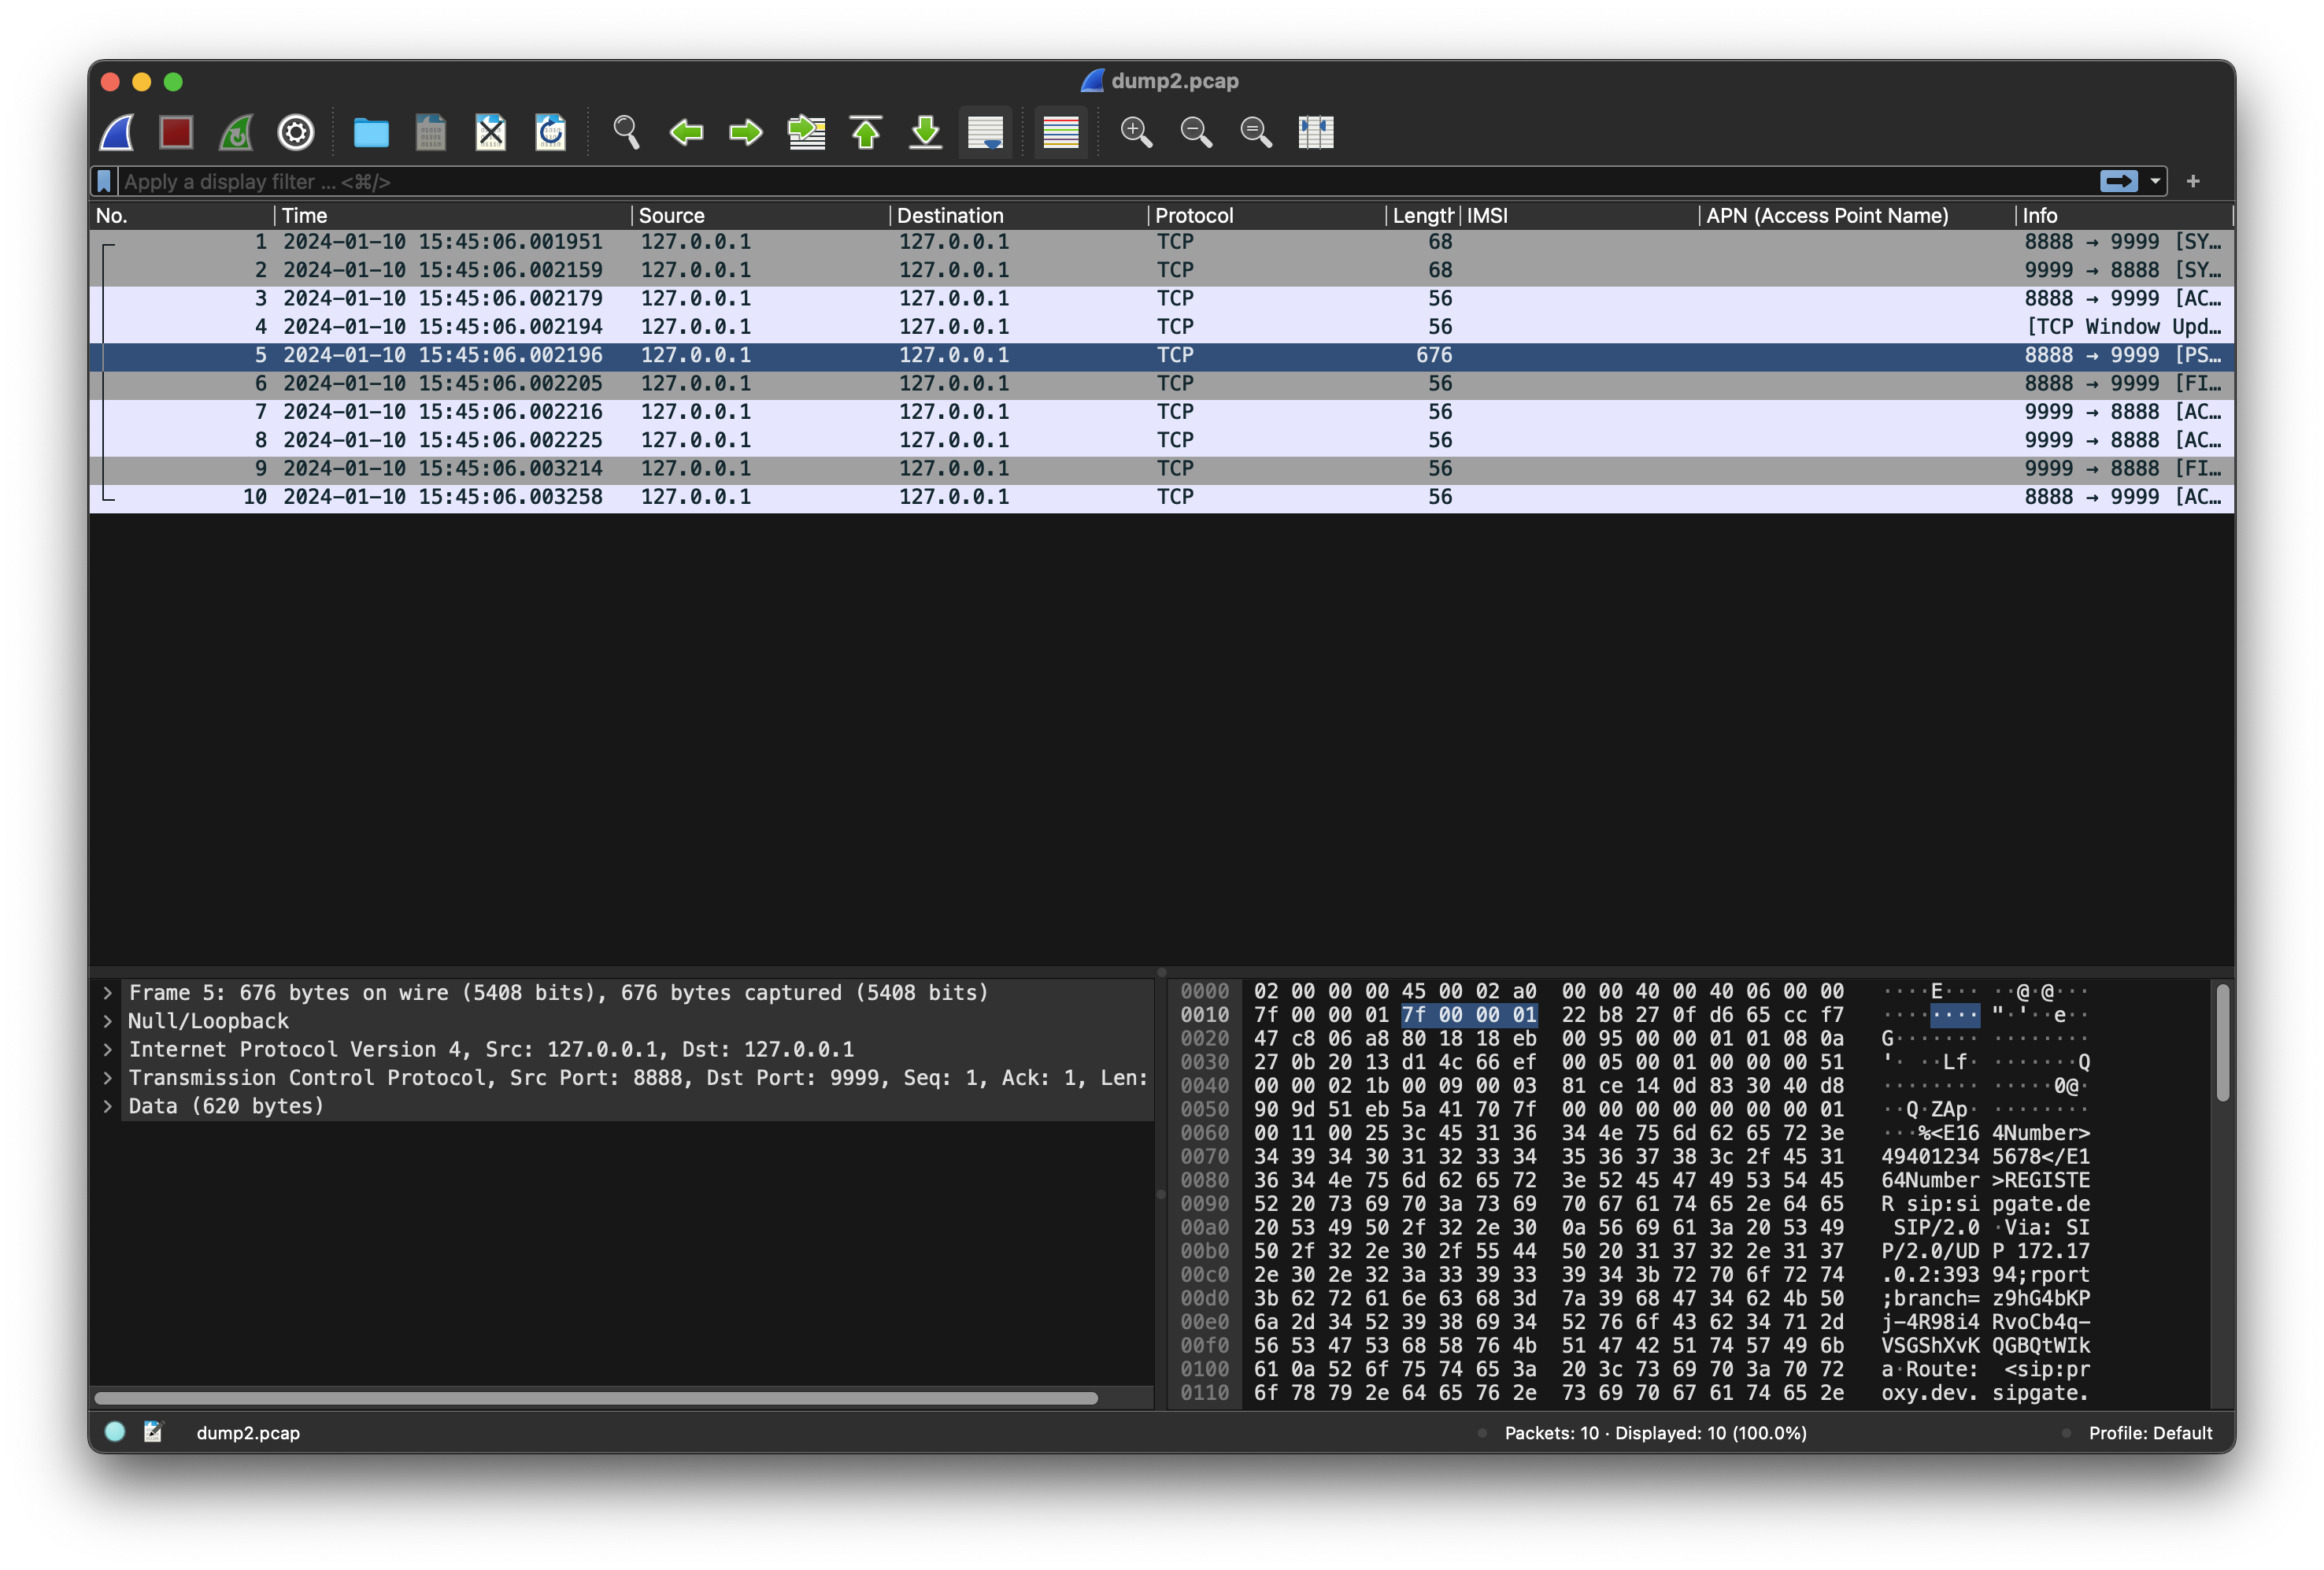 dump2.pcap
Apply a display filter ... <⌘/>
No. Time Source Destination Protocol Length IMSI APN (Access Point Name) Info
1 2024-01-10 15:45:06.001951 127.0.0.1 127.0.0.1 TCP 68 8888 → 9999 [SY…
2 2024-01-10 15:45:06.002159 127.0.0.1 127.0.0.1 TCP 68 9999 → 8888 [SY…
3 2024-01-10 15:45:06.002179 127.0.0.1 127.0.0.1 TCP 56 8888 → 9999 [AC…
4 2024-01-10 15:45:06.002194 127.0.0.1 127.0.0.1 TCP 56 [TCP Window Upd…
5 2024-01-10 15:45:06.002196 127.0.0.1 127.0.0.1 TCP 676 8888 → 9999 [PS…
6 2024-01-10 15:45:06.002205 127.0.0.1 127.0.0.1 TCP 56 8888 → 9999 [FI…
7 2024-01-10 15:45:06.002216 127.0.0.1 127.0.0.1 TCP 56 9999 → 8888 [AC…
8 2024-01-10 15:45:06.002225 127.0.0.1 127.0.0.1 TCP 56 9999 → 8888 [AC…
9 2024-01-10 15:45:06.003214 127.0.0.1 127.0.0.1 TCP 56 9999 → 8888 [FI…
10 2024-01-10 15:45:06.003258 127.0.0.1 127.0.0.1 TCP 56 8888 → 9999 [AC…
Frame 5: 676 bytes on wire (5408 bits), 676 bytes captured (5408 bits)
Null/Loopback
Internet Protocol Version 4, Src: 127.0.0.1, Dst: 127.0.0.1
Transmission Control Protocol, Src Port: 8888, Dst Port: 9999, Seq: 1, Ack: 1, Len:
Data (620 bytes)
0000 02 00 00 00 45 00 02 a0 00 00 40 00 40 06 00 00 ····E··· ··@·@···
0010 7f 00 00 01 7f 00 00 01 22 b8 27 0f d6 65 cc f7 ········ "·'··e··
0020 47 c8 06 a8 80 18 18 eb 00 95 00 00 01 01 08 0a G······· ········
0030 27 0b 20 13 d1 4c 66 ef 00 05 00 01 00 00 00 51 '· ··Lf· ·······Q
0040 00 00 02 1b 00 09 00 03 81 ce 14 0d 83 30 40 d8 ········ ·····0@·
0050 90 9d 51 eb 5a 41 70 7f 00 00 00 00 00 00 00 01 ··Q·ZAp· ········
0060 00 11 00 25 3c 45 31 36 34 4e 75 6d 62 65 72 3e ···%<E16 4Number>
0070 34 39 34 30 31 32 33 34 35 36 37 38 3c 2f 45 31 49401234 5678</E1
0080 36 34 4e 75 6d 62 65 72 3e 52 45 47 49 53 54 45 64Number >REGISTE
0090 52 20 73 69 70 3a 73 69 70 67 61 74 65 2e 64 65 R sip:si pgate.de
00a0 20 53 49 50 2f 32 2e 30 0a 56 69 61 3a 20 53 49 SIP/2.0 ·Via: SI
00b0 50 2f 32 2e 30 2f 55 44 50 20 31 37 32 2e 31 37 P/2.0/UD P 172.17
00c0 2e 30 2e 32 3a 33 39 33 39 34 3b 72 70 6f 72 74 .0.2:393 94;rport
00d0 3b 62 72 61 6e 63 68 3d 7a 39 68 47 34 62 4b 50 ;branch= z9hG4bKP
00e0 6a 2d 34 52 39 38 69 34 52 76 6f 43 62 34 71 2d j-4R98i4 RvoCb4q-
00f0 56 53 47 53 68 58 76 4b 51 47 42 51 74 57 49 6b VSGShXvK QGBQtWIk
0100 61 0a 52 6f 75 74 65 3a 20 3c 73 69 70 3a 70 72 a·Route: <sip:pr
0110 6f 78 79 2e 64 65 76 2e 73 69 70 67 61 74 65 2e oxy.dev. sipgate.
dump2.pcap Packets: 10 · Displayed: 10 (100.0%) Profile: Default